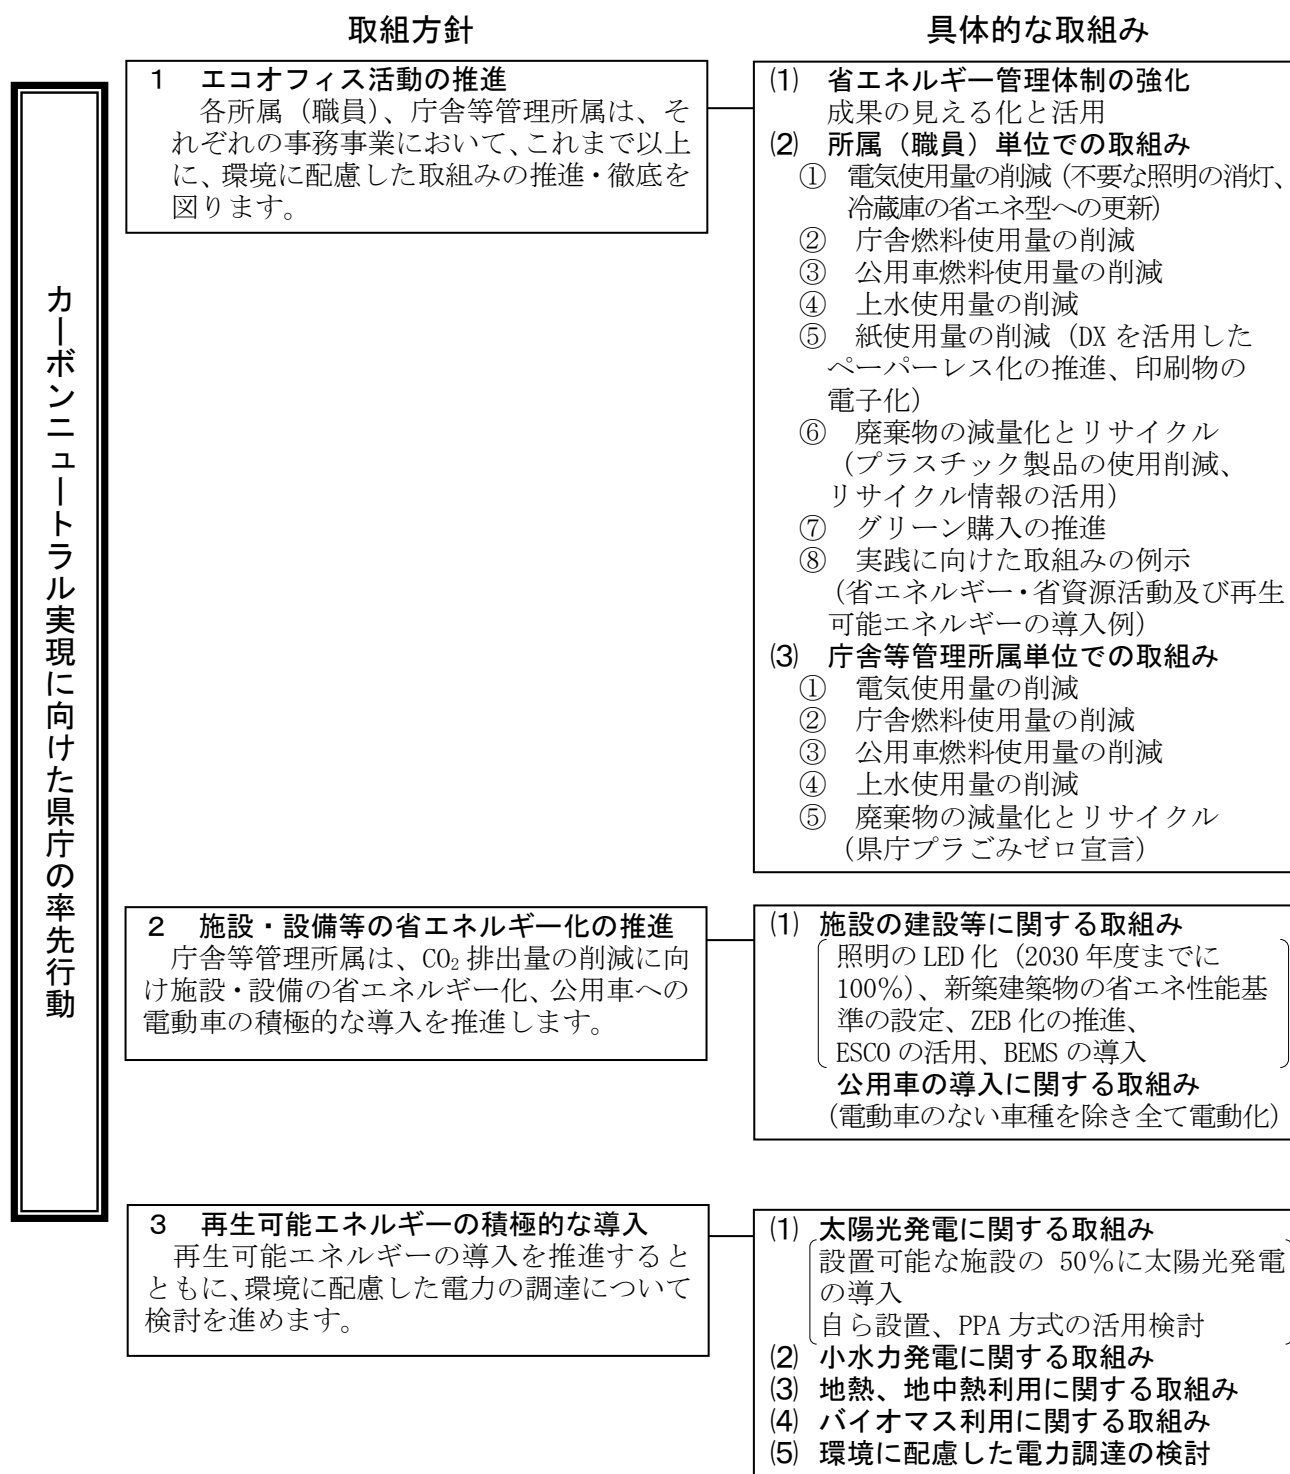 取組方針
具体的な取組み
カーボンニュートラル実現に向けた県庁の率先行動
１　エコオフィス活動の推進
各所属（職員）、庁舎等管理所属は、そ
れぞれの事務事業において、これまで以上
に、環境に配慮した取組みの推進・徹底を
図ります。
⑴　省エネルギー管理体制の強化
成果の見える化と活用
⑵　所属（職員）単位での取組み
①　電気使用量の削減（不要な照明の消灯、
冷蔵庫の省エネ型への更新）
②　庁舎燃料使用量の削減
③　公用車燃料使用量の削減
④　上水使用量の削減
⑤　紙使用量の削減（DX を活用した
ペーパーレス化の推進、印刷物の
電子化）
⑥　廃棄物の減量化とリサイクル
（プラスチック製品の使用削減、
リサイクル情報の活用）
⑦　グリーン購入の推進
⑧　実践に向けた取組みの例示
（省エネルギー・省資源活動及び再生
可能エネルギーの導入例）
⑶　庁舎等管理所属単位での取組み
①　電気使用量の削減
②　庁舎燃料使用量の削減
③　公用車燃料使用量の削減
④　上水使用量の削減
⑤　廃棄物の減量化とリサイクル
（県庁プラごみゼロ宣言）
２　施設・設備等の省エネルギー化の推進
庁舎等管理所属は、CO₂ 排出量の削減に向
け施設・設備の省エネルギー化、公用車への
電動車の積極的な導入を推進します。
⑴　施設の建設等に関する取組み
照明の LED 化（2030 年度までに
100％）、新築建築物の省エネ性能基
準の設定、ZEB 化の推進、
ESCO の活用、BEMS の導入
公用車の導入に関する取組み
（電動車のない車種を除き全て電動化）
３　再生可能エネルギーの積極的な導入
再生可能エネルギーの導入を推進すると
ともに、環境に配慮した電力の調達について
検討を進めます。
⑴　太陽光発電に関する取組み
設置可能な施設の 50％に太陽光発電
の導入
自ら設置、PPA 方式の活用検討
⑵　小水力発電に関する取組み
⑶　地熱、地中熱利用に関する取組み
⑷　バイオマス利用に関する取組み
⑸　環境に配慮した電力調達の検討